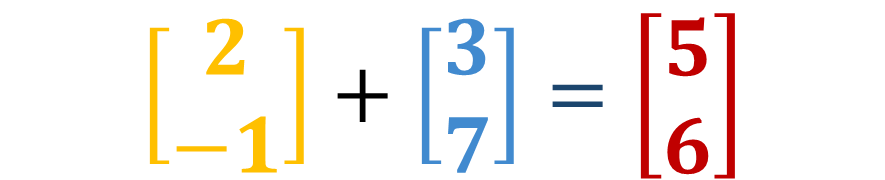 [2 −1] + [3 7] = [5 6]